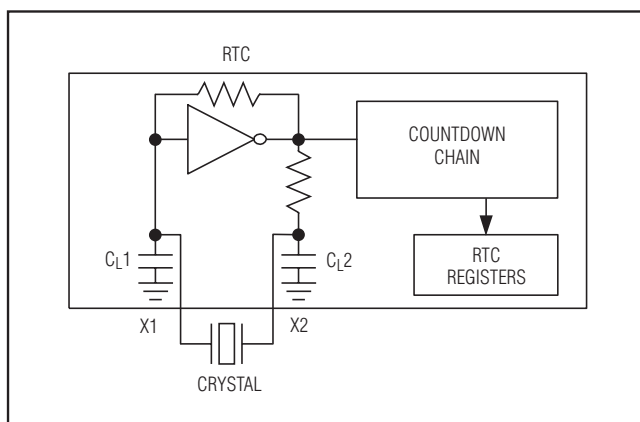 RTC
COUNTDOWN
CHAIN
CL1
CL2
RTC
REGISTERS
X1
X2
CRYSTAL